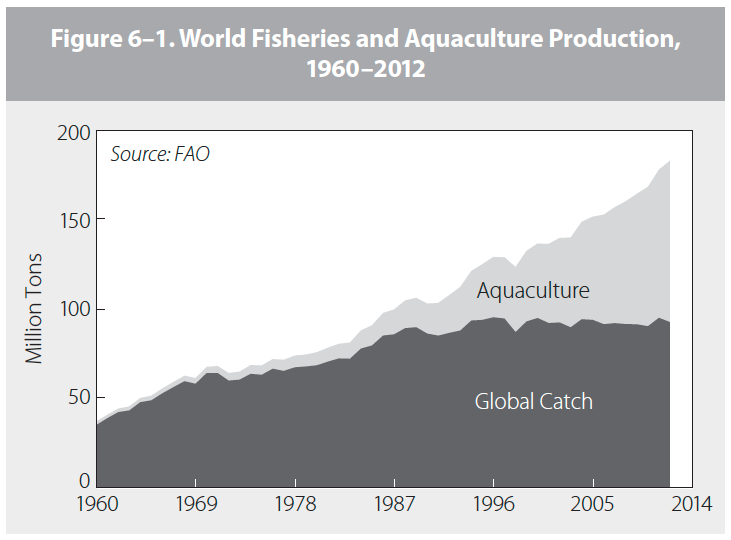 Figure 6–1. World Fisheries and Aquaculture Production,
1960–2012
200
Source: FAO
150
Million Tons
Aquaculture
100
Global Catch
50
0
1960 1969 1978 1987 1996 2005 2014